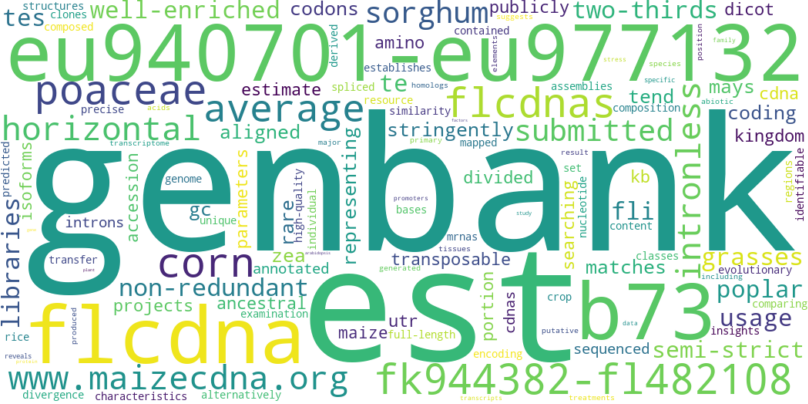 structures well-enriched codons sorghum publicly two-thirds dicot
tes clones composed derived amino contained elements position family
eu940701-eu977132
poaceae estimate establishes te spliced homologs suggests stress species specific
average resource flcdnas assemblies tend mays cdna abiotic
horizontal aligned precise similarity mapped primary composition coding
transcriptome acids stringently submitted factors kingdom
genbank
predicted isoforms libraries accession parameters genome rare high-quality individual representing
introns gc unique bases divided major set nucleotide searching kb regions identifiable
fli intronless content
transfer plant corn zea annotated arabidopsis mrnas promoters result study classes grasses
transposable tissues generated matches evolutionary including
non-redundant est b73 poplar
projects ancestral portion cdnas crop comparing
flcdna examination maize utr full-length putative data usage
rice produced reveals encoding sequenced insights semi-strict
www.maizecdna.org fk944382-fl482108
divergence characteristics alternatively transcripts treatments